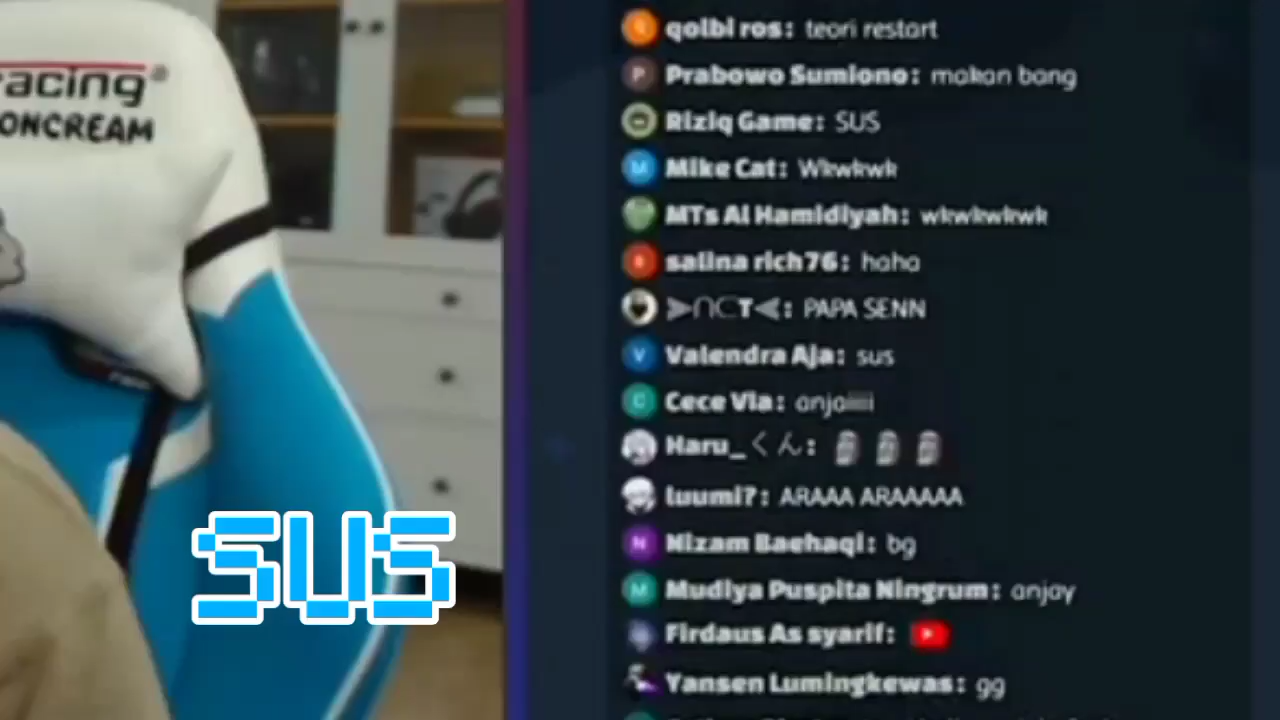 racing®
ONCREAM
SUS
qolbi ros: teori restart
Prabowo Sumiono: makan bang
Riziq Game: SUS
Mike Cat: Wkwkwk
MTs Al Hamidiyah: wkwkwkwk
salina rich76: haha
≽∩⊂T≼: PAPA SENN
Valendra Aja: sus
Cece Via: anjaiiii
Haru_くん: 🗿 🗿 🗿
luumi?: ARAAA ARAAAAA
Nizam Baehaqi: bg
Mudiya Puspita Ningrum: anjay
Firdaus As syarif:
Yansen Lumingkewas: gg